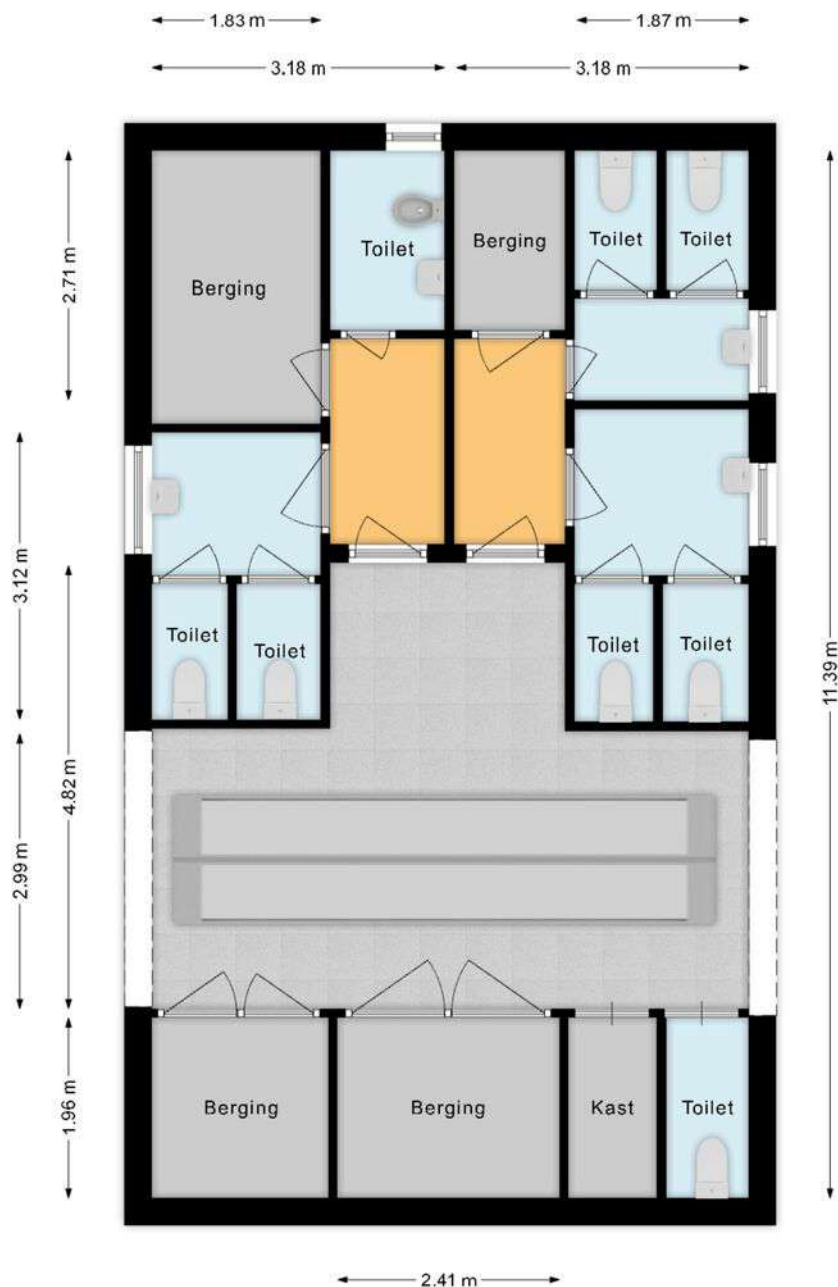 1.83 m
1.87 m
3.18 m
3.18 m
2.71 m
Berging
Toilet
Berging
Toilet
Toilet
3.12 m
Toilet
Toilet
Toilet
Toilet
11.39 m
4.82 m
2.99 m
1.96 m
Berging
Berging
Kast
Toilet
2.41 m